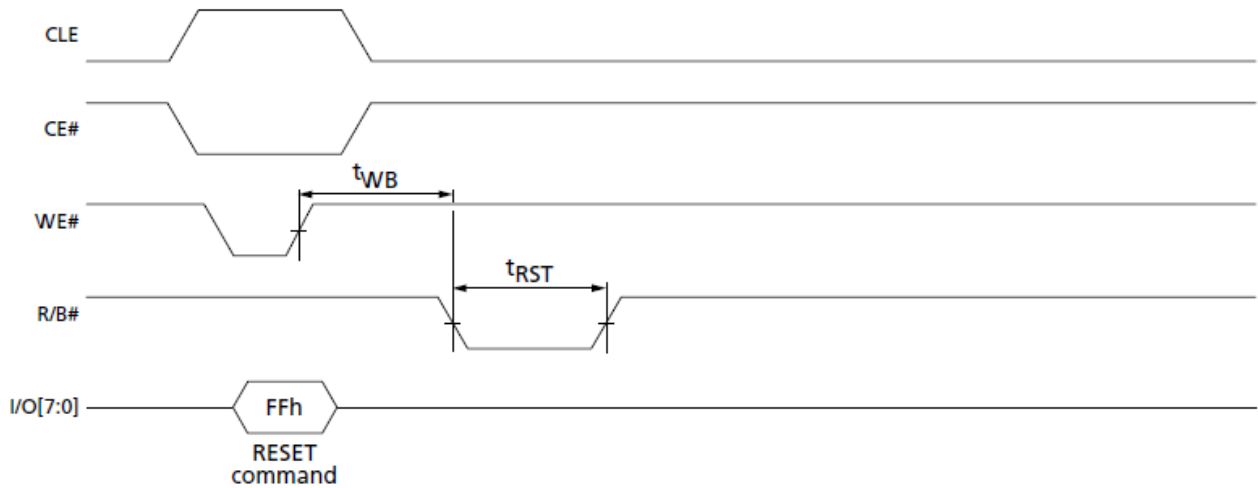 CLE
CE#
tWB
WE#
tRST
R/B#
I/O[7:0]
FFh
RESET
command